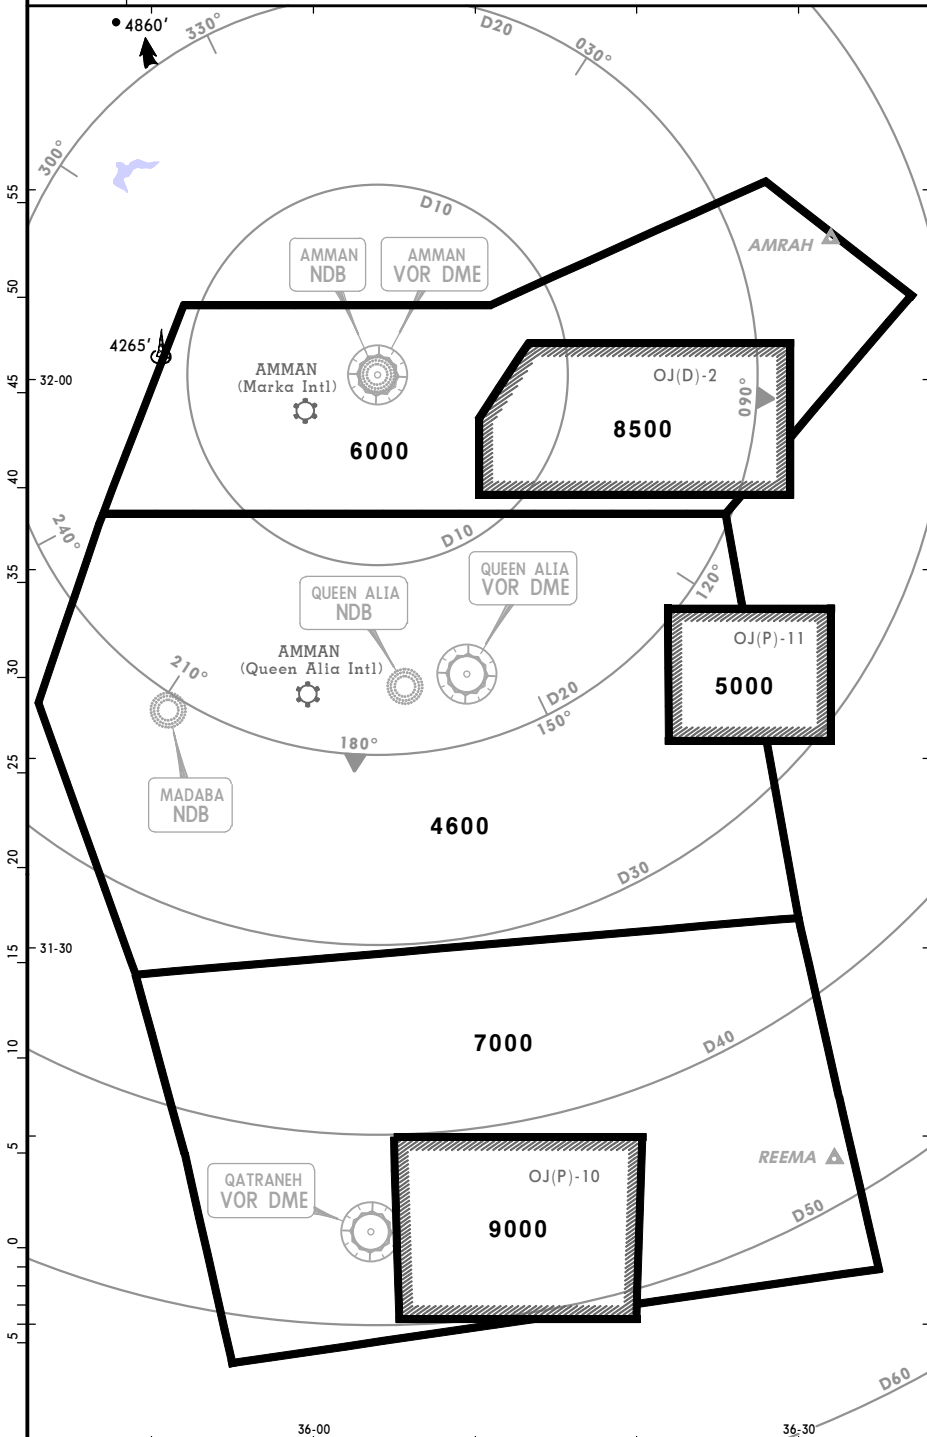 4860'
330°
D20
030°
300°
55
D10
AMRAH
AMMAN
NDB
AMMAN
VOR DME
50
4265'
AMMAN
(Marka Intl)
45
32-00
OJ(D)-2
090°
8500
6000
40
240°
D10
35
QUEEN ALIA
NDB
QUEEN ALIA
VOR DME
120°
OJ(P)-11
5000
AMMAN
(Queen Alia Intl)
30
210°
D20
150°
180°
25
MADABA
NDB
4600
20
D30
15
31-30
7000
D40
10
5
REEMA
OJ(P)-10
9000
QATRANEH
VOR DME
D50
0
5
D60
36-00
36-30